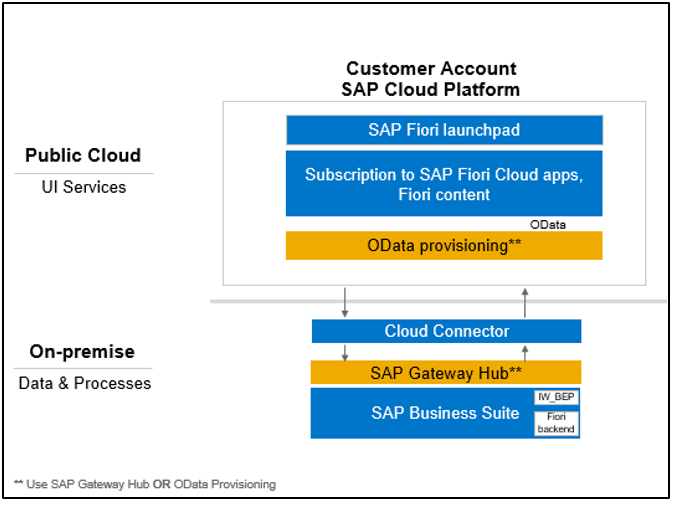 Customer Account
SAP Cloud Platform
SAP Fiori launchpad
Public Cloud
UI Services
Subscription to SAP Fiori Cloud apps,
Fiori content
OData
OData provisioning**
Cloud Connector
On-premise
Data & Processes
SAP Gateway Hub**
SAP Business Suite
IW_BEP
Fiori
backend
** Use SAP Gateway Hub OR OData Provisioning